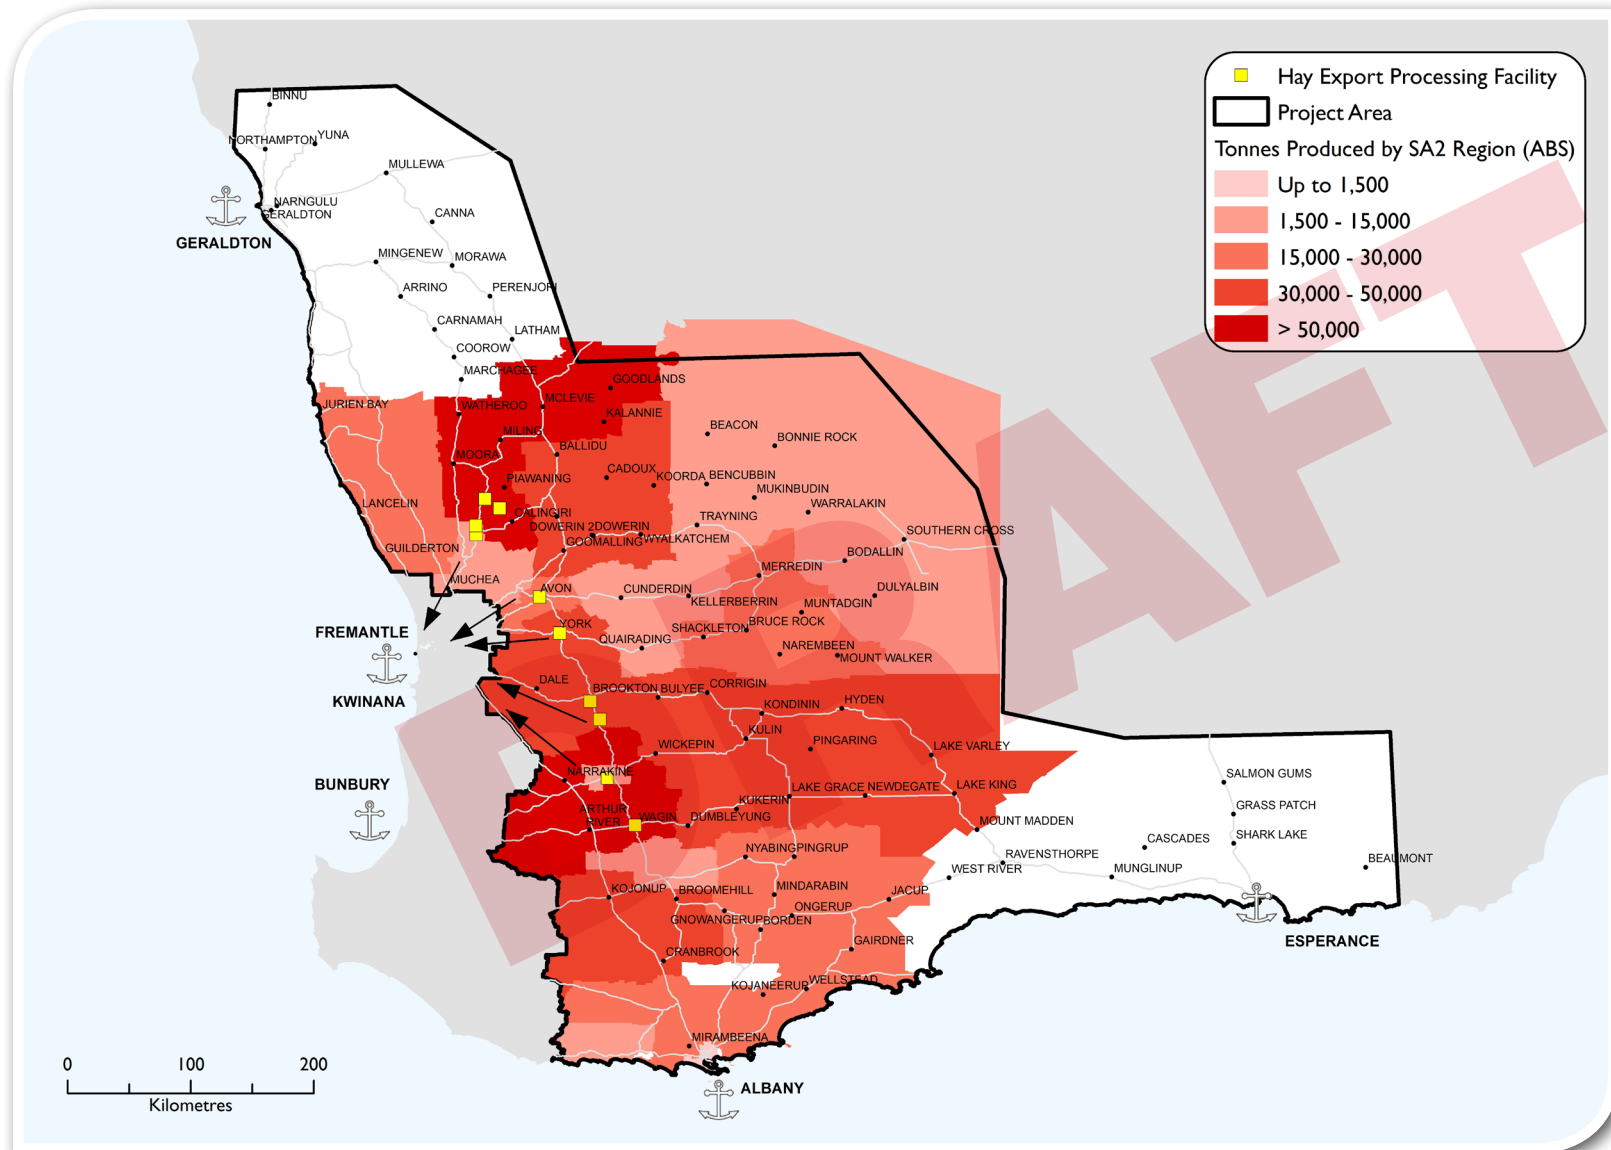 Hay Export Processing Facility
Project Area
Tonnes Produced by SA2 Region (ABS)
Up to 1,500
1,500 - 15,000
15,000 - 30,000
30,000 - 50,000
> 50,000
DRAFT
BINNU
NORTHAMPTON
YUNA
MULLEWA
NARNGULU
GERALDTON
CANNA
GERALDTON
MINGENEW
MORAWA
ARRINO
PERENJORI
CARNAMAH
LATHAM
COOROW
MARCHAGEE
GOODLANDS
JURIEN BAY
WATHEROO
MCLEVIE
KALANNIE
MILING
BEACON
BONNIE ROCK
MOORA
BALLIDU
PIAWANING
CADOUX
KOORDA
BENCUBBIN
MUKINBUDIN
LANCELIN
CALINGIRI
WARRALAKIN
DOWERIN 2
DOWERIN
TRAYNING
SOUTHERN CROSS
GUILDERTON
GOOMALLING
WYALKATCHEM
BODALLIN
MUCHEA
AVON
CUNDERDIN
MERREDIN
KELLERBERRIN
DULYALBIN
MUNTADGIN
FREMANTLE
YORK
QUAIRADING
SHACKLETON
BRUCE ROCK
NAREMBEEN
MOUNT WALKER
KWINANA
DALE
BROOKTON
BULYEE
CORRIGIN
KONDININ
HYDEN
KULIN
WICKEPIN
PINGARING
LAKE VARLEY
BUNBURY
NARRAKINE
LAKE GRACE
NEWDEGATE
LAKE KING
SALMON GUMS
ARTHUR
RIVER
WAGIN
DUMBLEYUNG
KUKERIN
GRASS PATCH
MOUNT MADDEN
CASCADES
SHARK LAKE
NYABING
PINGRUP
RAVENSTHORPE
WEST RIVER
MUNGLINUP
BEAUMONT
KOJONUP
BROOMEHILL
MINDARABIN
JACUP
GNOWANGERUP
BORDEN
ONGERUP
ESPERANCE
CRANBROOK
GAIRDNER
KOJANEERUP
WELLSTEAD
MIRAMBEENA
ALBANY
0 100 200
Kilometres